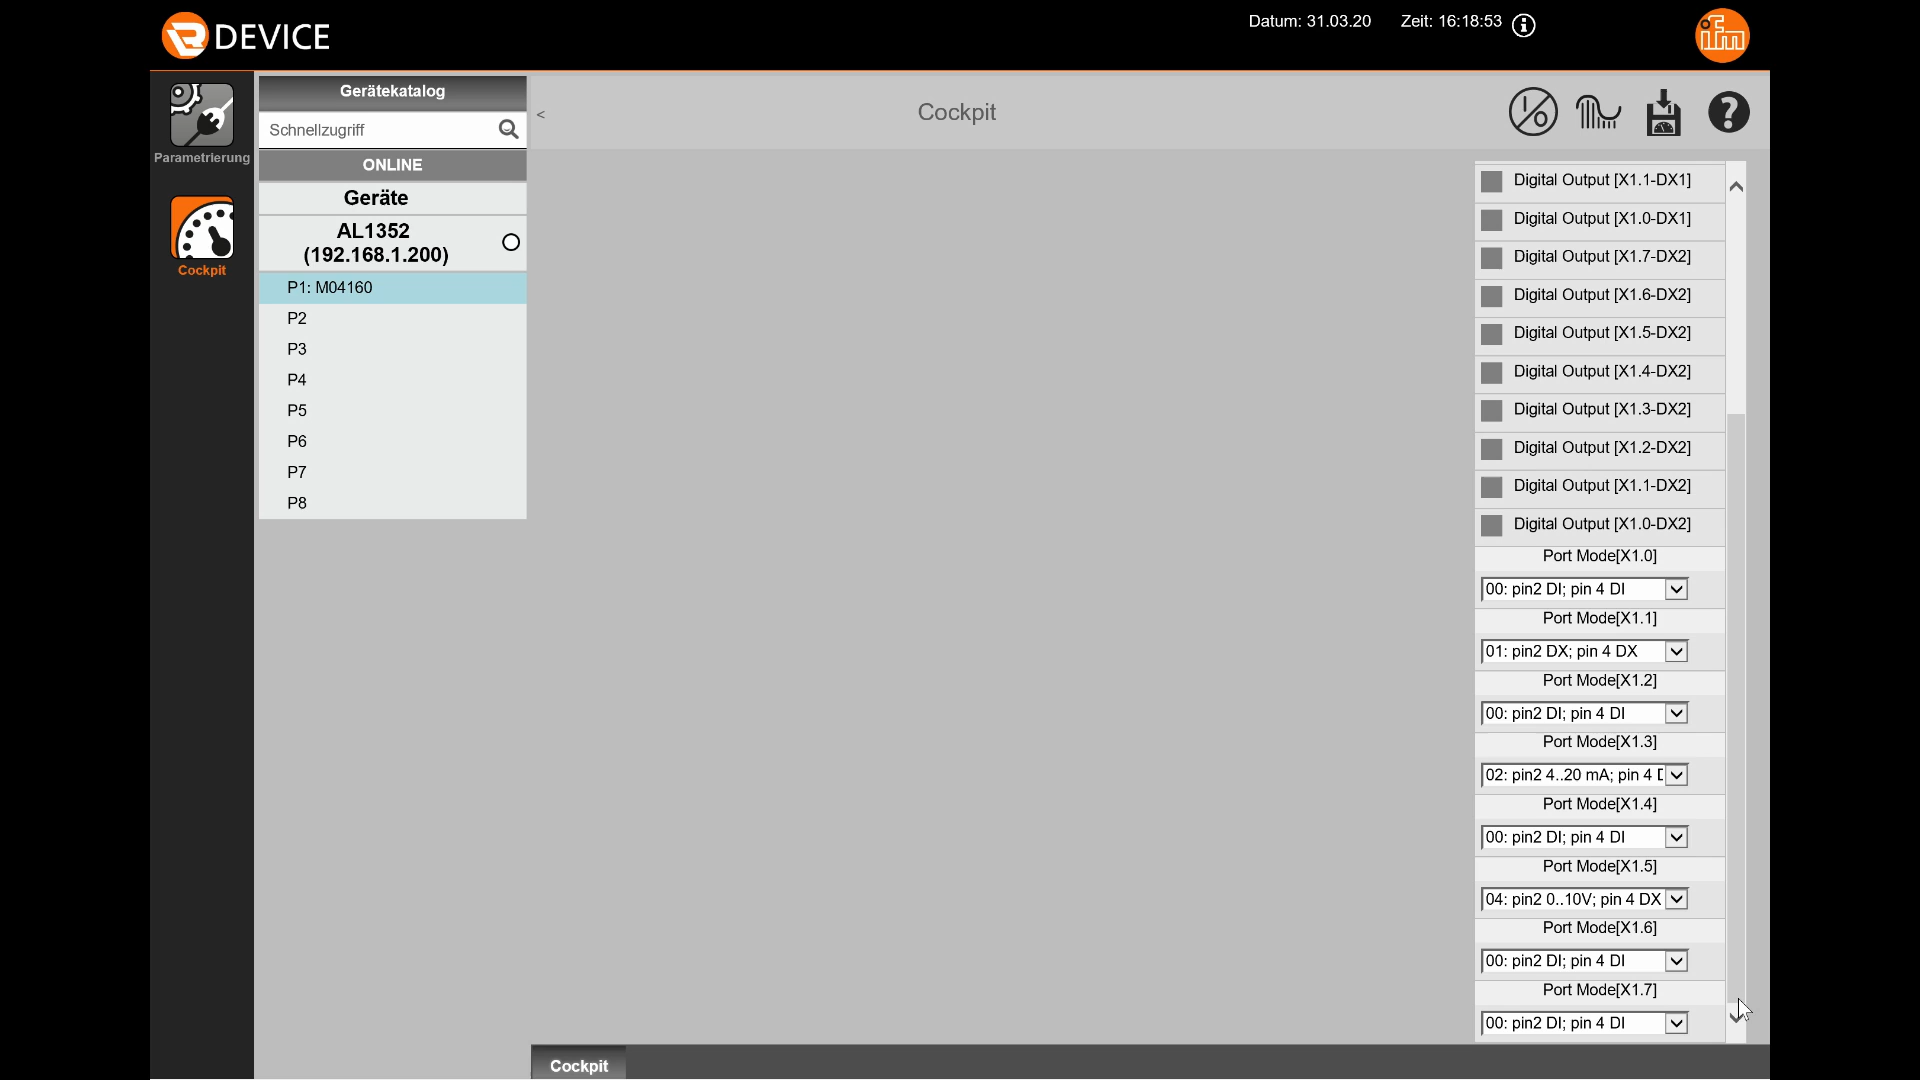 DEVICE
Datum: 31.03.20 Zeit: 16:18:53
ifm
Parametrierung
Cockpit
Gerätekatalog
Schnellzugriff
ONLINE
Geräte
AL1352
(192.168.1.200)
P1: M04160
P2
P3
P4
P5
P6
P7
P8
<
Cockpit
Digital Output [X1.1-DX1]
Digital Output [X1.0-DX1]
Digital Output [X1.7-DX2]
Digital Output [X1.6-DX2]
Digital Output [X1.5-DX2]
Digital Output [X1.4-DX2]
Digital Output [X1.3-DX2]
Digital Output [X1.2-DX2]
Digital Output [X1.1-DX2]
Digital Output [X1.0-DX2]
Port Mode[X1.0]
00: pin2 DI; pin 4 DI
Port Mode[X1.1]
01: pin2 DX; pin 4 DX
Port Mode[X1.2]
00: pin2 DI; pin 4 DI
Port Mode[X1.3]
02: pin2 4..20 mA; pin 4
Port Mode[X1.4]
00: pin2 DI; pin 4 DI
Port Mode[X1.5]
04: pin2 0..10V; pin 4 DX
Port Mode[X1.6]
00: pin2 DI; pin 4 DI
Port Mode[X1.7]
00: pin2 DI; pin 4 DI
Cockpit